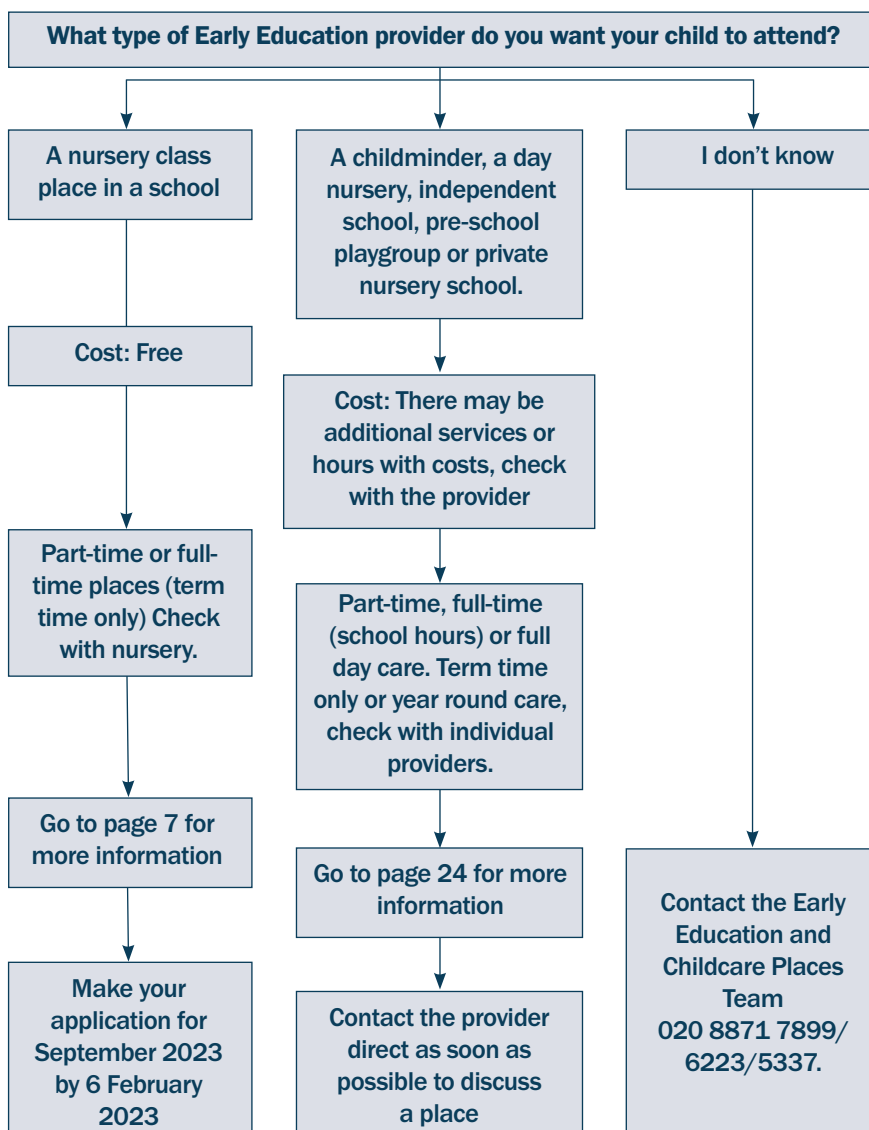 What type of Early Education provider do you want your child to attend?
A nursery class
place in a school
Cost: Free
Part-time or full-
time places (term
time only) Check
with nursery.
Go to page 7 for
more information
Make your
application for
September 2023
by 6 February
2023
A childminder, a day
nursery, independent
school, pre-school
playgroup or private
nursery school.
Cost: There may be
additional services or
hours with costs, check
with the provider
Part-time, full-time
(school hours) or full
day care. Term time
only or year round care,
check with individual
providers.
Go to page 24 for more
information
Contact the provider
direct as soon as
possible to discuss
a place
I don't know
Contact the Early
Education and
Childcare Places
Team
020 8871 7899/
6223/5337.